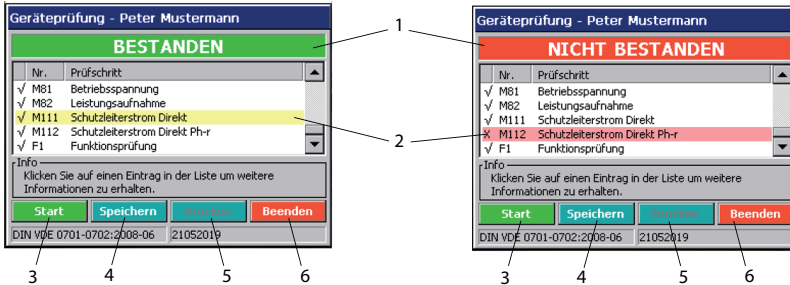 Geräteprüfung - Peter Mustermann
BESTANDEN
Nr. Prüfschritt
√ M81 Betriebsspannung
√ M82 Leistungsaufnahme
√ M111 Schutzleiterstrom Direkt
√ M112 Schutzleiterstrom Direkt Ph-r
√ F1 Funktionsprüfung
Info
Klicken Sie auf einen Eintrag in der Liste um weitere
Informationen zu erhalten.
Start Speichern Drucken Beenden
DIN VDE 0701-0702:2008-06 21052019
3 4 5 6
1
2
Geräteprüfung - Peter Mustermann
NICHT BESTANDEN
Nr. Prüfschritt
√ M81 Betriebsspannung
√ M82 Leistungsaufnahme
√ M111 Schutzleiterstrom Direkt
X M112 Schutzleiterstrom Direkt Ph-r
√ F1 Funktionsprüfung
Info
Klicken Sie auf einen Eintrag in der Liste um weitere
Informationen zu erhalten.
Start Speichern Drucken Beenden
DIN VDE 0701-0702:2008-06 21052019
3 4 5 6